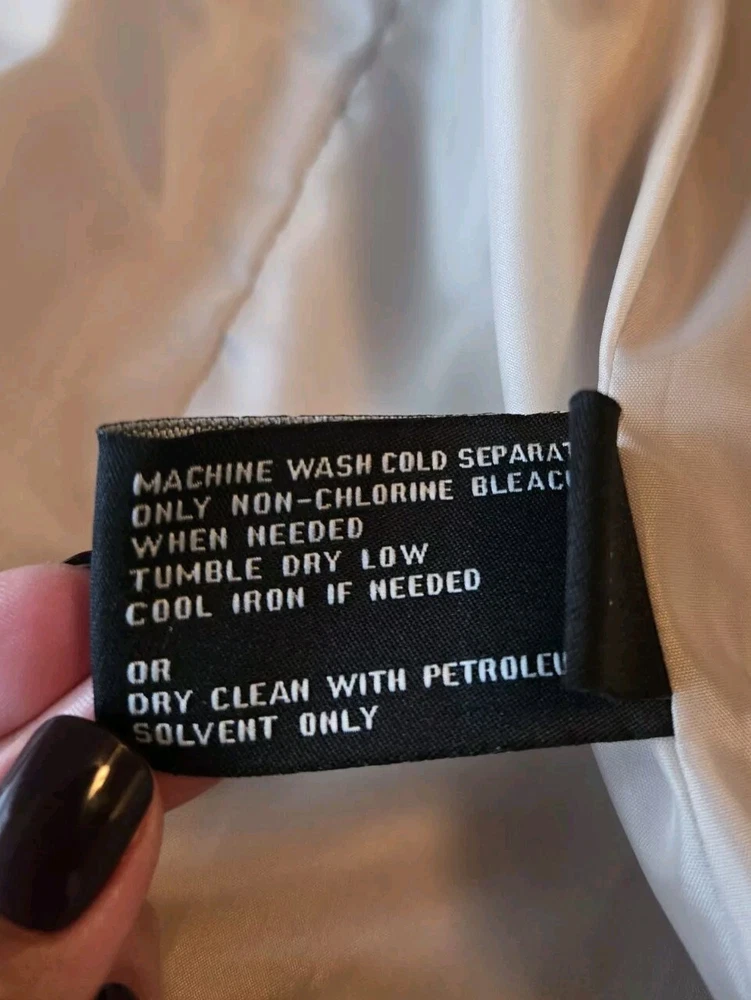 MACHINE WASH COLD SEPARAT
ONLY NON-CHLORINE BLEAC
WHEN NEEDED
TUMBLE DRY LOW
COOL IRON IF NEEDED
OR
DRY CLEAN WITH PETROLEU
SOLVENT ONLY